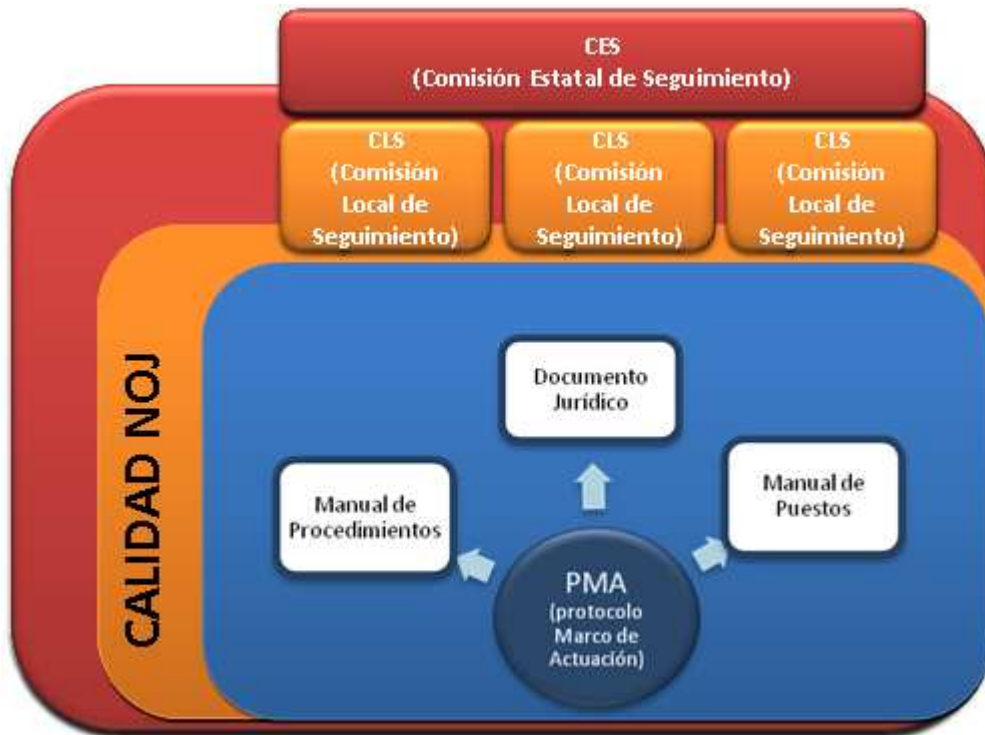 CES
(Comisión Estatal de Seguimiento)
CLS
(Comisión
Local de
Seguimiento)
CLS
(Comisión
Local de
Seguimiento)
CLS
(Comisión
Local de
Seguimiento)
CALIDAD NOJ
Documento
Jurídico
Manual de
Procedimientos
Manual de
Puestos
PMA
(protocolo
Marco de
Actuación)